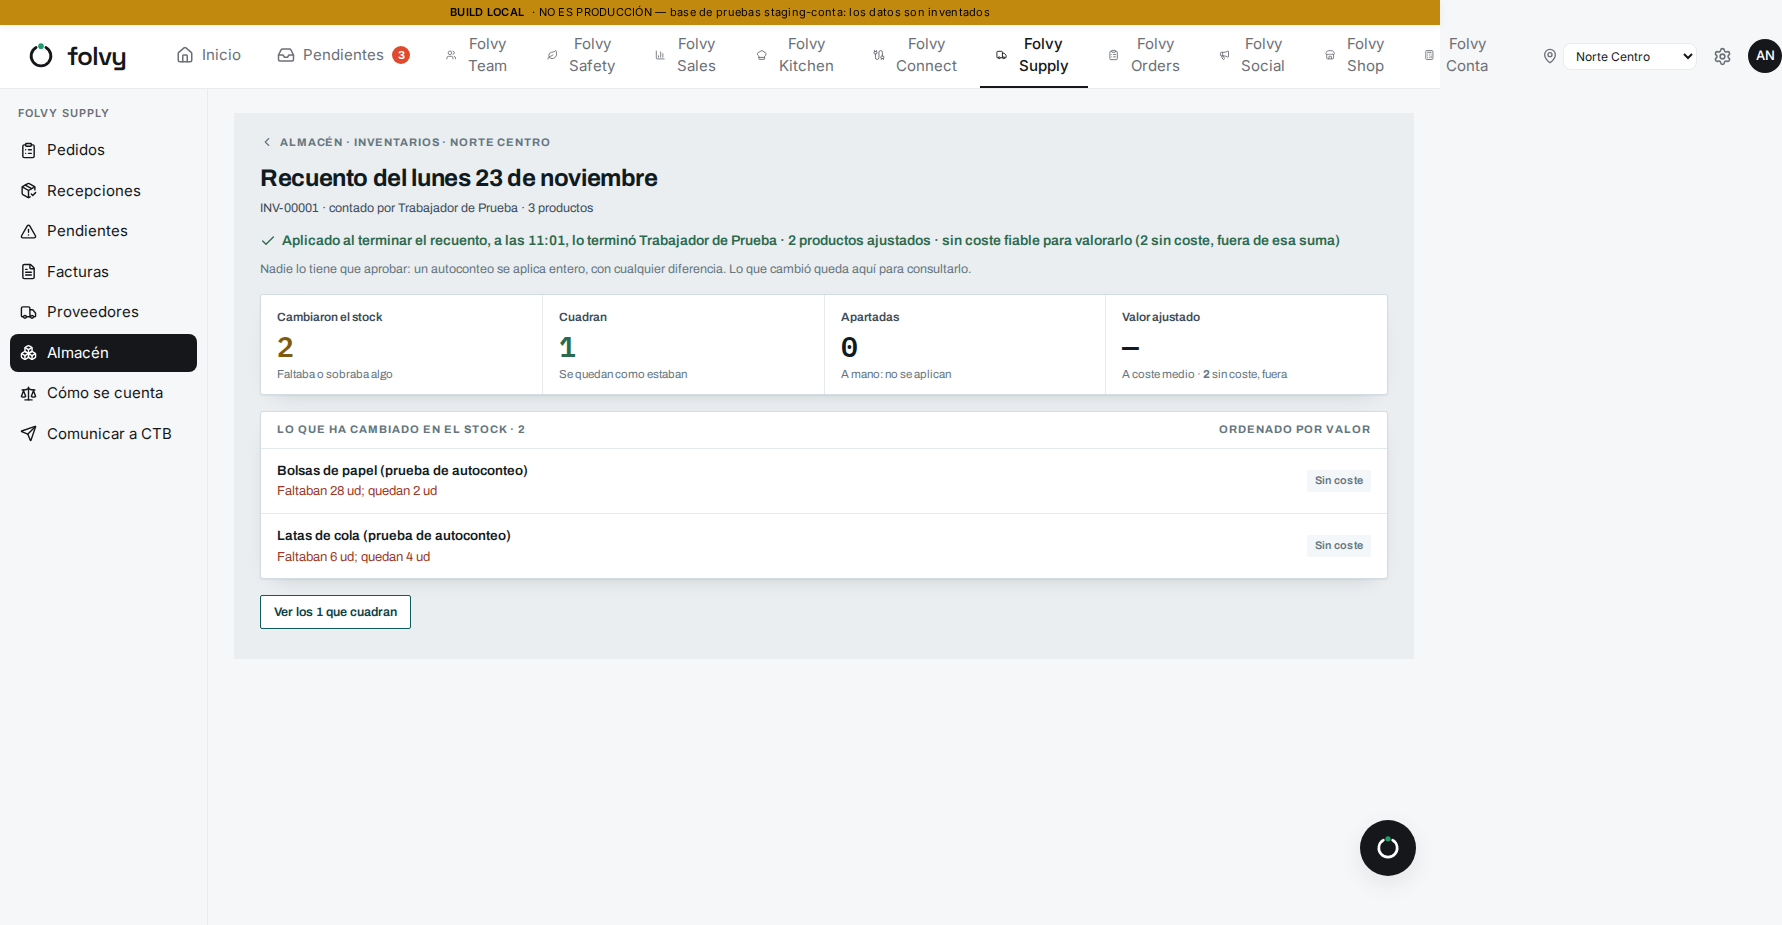 BUILD LOCAL · NO ES PRODUCCIÓN — base de pruebas staging-conta: los datos son inventados
folvy
Inicio
Pendientes 3
Folvy Team
Folvy Safety
Folvy Sales
Folvy Kitchen
Folvy Connect
Folvy Supply
Folvy Orders
Folvy Social
Folvy Shop
Folvy Conta
Norte Centro
AN
FOLVY SUPPLY
Pedidos
Recepciones
Pendientes
Facturas
Proveedores
Almacén
Cómo se cuenta
Comunicar a CTB
ALMACÉN · INVENTARIOS · NORTE CENTRO
Recuento del lunes 23 de noviembre
INV-00001 · contado por Trabajador de Prueba · 3 productos
Aplicado al terminar el recuento, a las 11:01, lo terminó Trabajador de Prueba · 2 productos ajustados · sin coste fiable para valorarlo (2 sin coste, fuera de esa suma)
Nadie lo tiene que aprobar: un autoconteo se aplica entero, con cualquier diferencia. Lo que cambió queda aquí para consultarlo.
Cambiaron el stock
2
Faltaba o sobraba algo
Cuadran
1
Se quedan como estaban
Apartadas
0
A mano: no se aplican
Valor ajustado
—
A coste medio · 2 sin coste, fuera
LO QUE HA CAMBIADO EN EL STOCK · 2
ORDENADO POR VALOR
Bolsas de papel (prueba de autoconteo)
Faltaban 28 ud; quedan 2 ud
Sin coste
Latas de cola (prueba de autoconteo)
Faltaban 6 ud; quedan 4 ud
Sin coste
Ver los 1 que cuadran